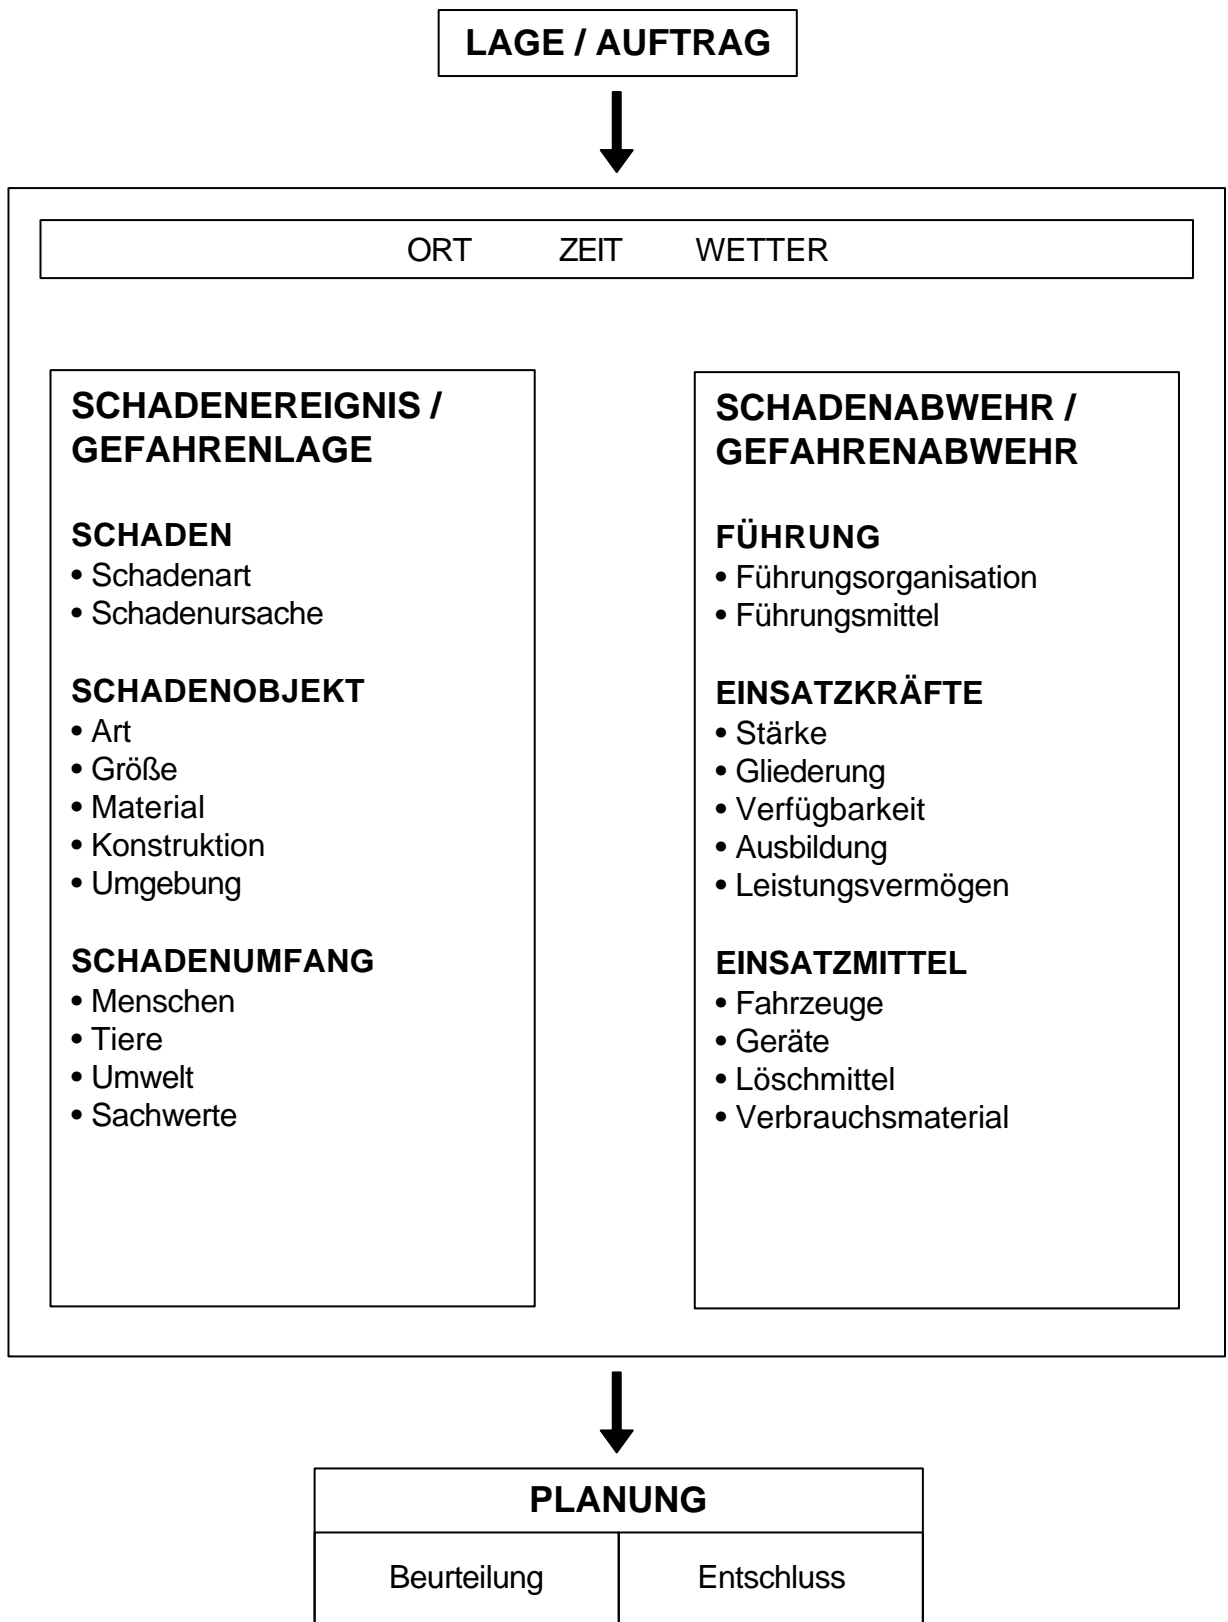 LAGE / AUFTRAG
ORT ZEIT WETTER
SCHADENEREIGNIS /
GEFAHRENLAGE
SCHADEN
• Schadenart
• Schadenursache
SCHADENOBJEKT
• Art
• Größe
• Material
• Konstruktion
• Umgebung
SCHADENUMFANG
• Menschen
• Tiere
• Umwelt
• Sachwerte
SCHADENABWEHR /
GEFAHRENABWEHR
FÜHRUNG
• Führungsorganisation
• Führungsmittel
EINSATZKRÄFTE
• Stärke
• Gliederung
• Verfügbarkeit
• Ausbildung
• Leistungsvermögen
EINSATZMITTEL
• Fahrzeuge
• Geräte
• Löschmittel
• Verbrauchsmaterial
PLANUNG
Beurteilung Entschluss